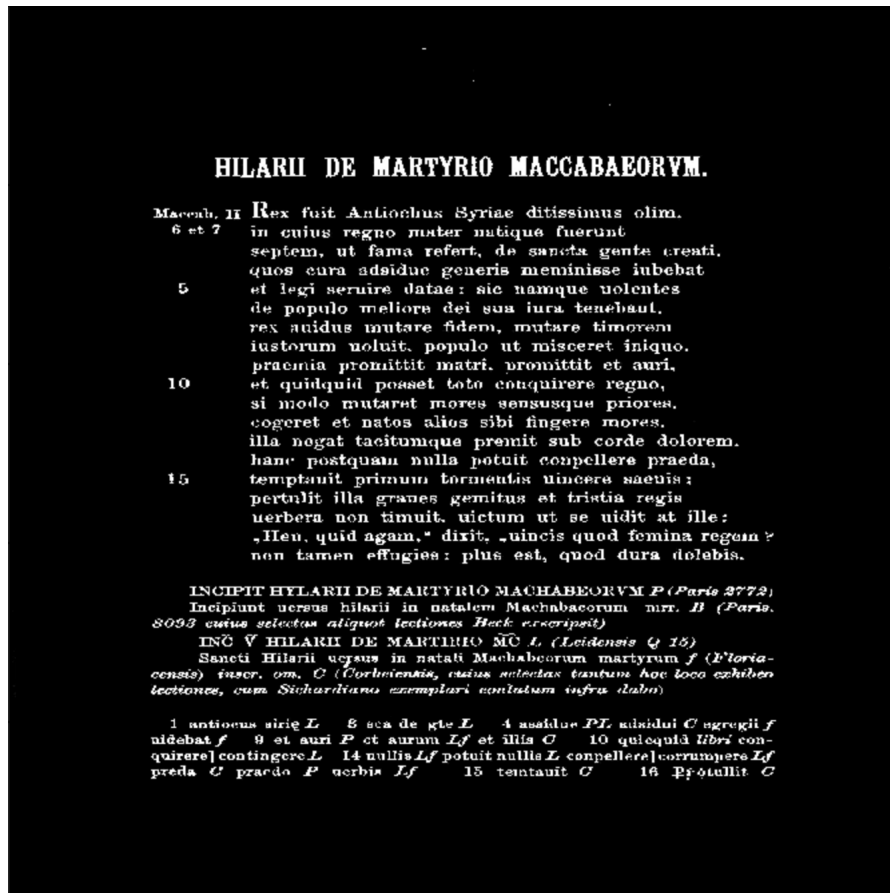 HILARII DE MARTYRIO MACCABAEORVM.
Maccab. II Rex fuit Antiochus Syriae ditissimus olim.
6 et 7 in cuius regno mater natique fuerunt
septem, ut fama refert, de sancta gente creati.
quos cura adsidue generis meminisse iubebat
5 et legi seruire datae: sic namque uolentes
de populo meliore dei sua iura tenebant.
rex auidus mutare fidem, mutare timorem
iustorum uoluit. populo ut misceret iniquo.
praemia promittit matri. promittit et auri,
10 et quidquid posset toto conquirere regno,
si modo mutaret mores sensusque priores.
cogeret et natos alios sibi fingere mores.
illa negat tacitumque premit sub corde dolorem.
hanc postquam nulla potuit conpellere praeda,
15 temptauit primum tormentis uincere saeuis;
pertulit illa graues gemitus et tristia regis
uerbera non timuit. uictum ut se uidit at ille:
„Heu, quid agam,“ dixit, „uincis quod femina regem?
non tamen effugies: plus est, quod dura dolebis.
INCIPIT HYLARII DE MARTYRIO MACHABEORVM P (Paris 2772)
Incipiunt uersus hilarii in natalem Machabaeorum mrr. B (Paris.
8093 cuius selectas aliquot lectiones Heck exscripsit)
INC̄ V̄ HILARII DE MARTIRIO M̄C̄ L (Leidensis Q 15)
Sancti Hilarii uersus in natali Machabeorum martyrum f (Floria-
censis) inscr. om. C (Corbeiensis, cuius selectas tantum hoc loco exhiben
lectiones, cum Sichardiano exemplari conlatum infra dabo)
1 antiocus sirię L 3 sca de gte L 4 assidue PL adsidui C egregii f
uidebat f 9 et auri P et aurum Lf et illis C 10 quicquid libri con-
quirere] contingere L 14 nullis Lf potuit nullis L conpellere] corrumpere Lf
preda C praedo P uerbis Lf 15 temtauit C 16 Protullit C